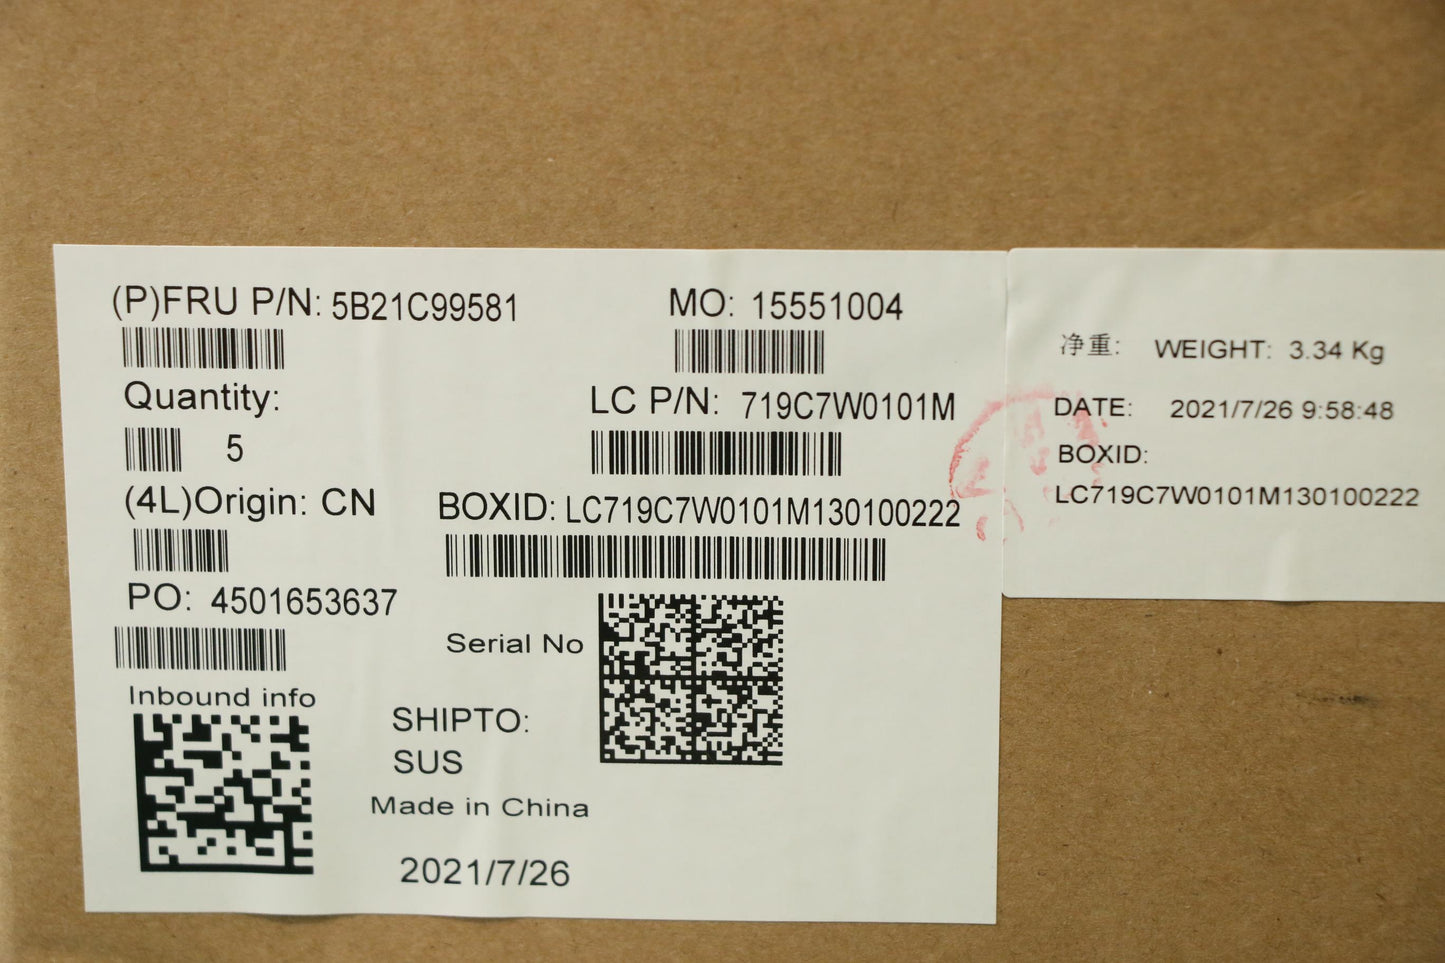 (P)FRU P/N: 5B21C99581
MO: 15551004
Quantity:
5
LC P/N: 719C7W0101M
(4L)Origin: CN
BOXID: LC719C7W0101M130100222
PO: 4501653637
Serial No
Inbound info
SHIPTO:
SUS
Made in China
2021/7/26
净重: WEIGHT: 3.34 Kg
DATE: 2021/7/26 9:58:48
BOXID:
LC719C7W0101M130100222